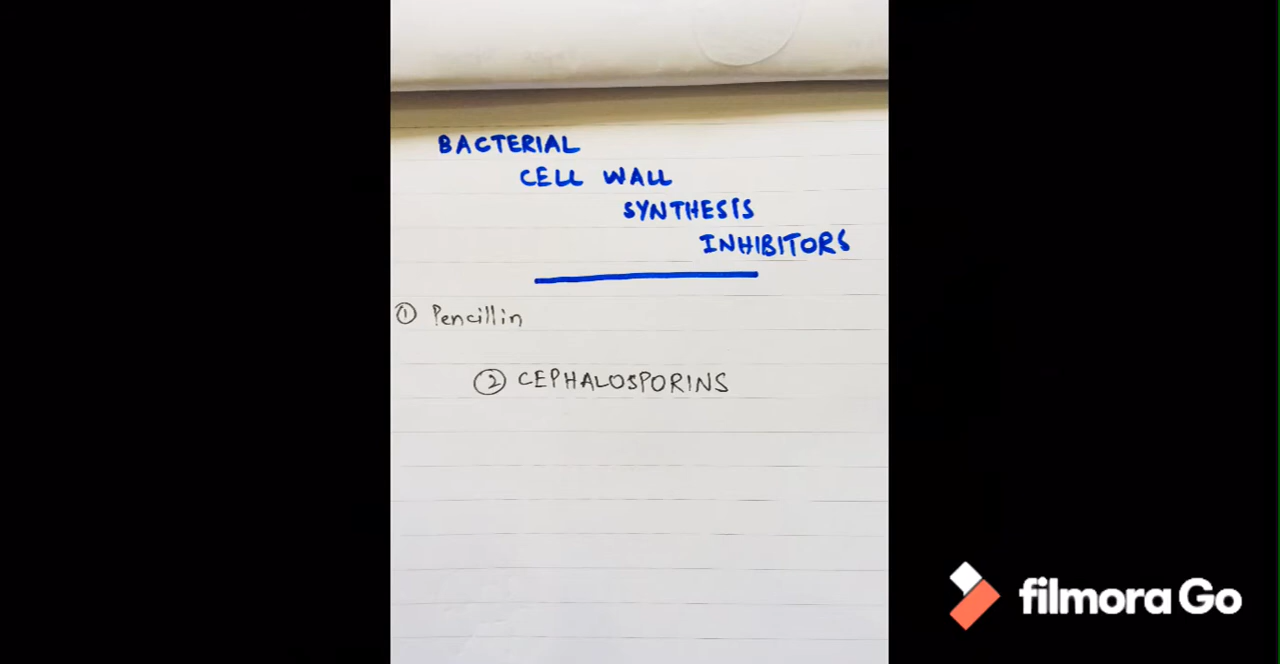 BACTERIAL
CELL WALL
SYNTHESIS
INHIBITORS
① Pencillin
② CEPHALOSPORINS
filmora Go